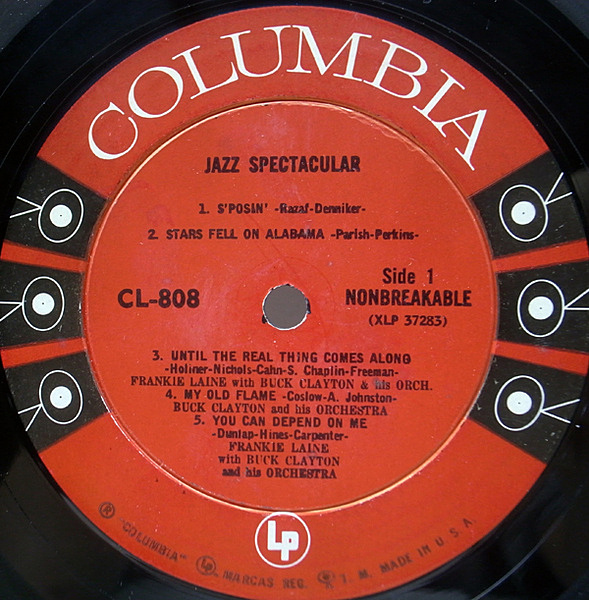 COLUMBIA
JAZZ SPECTACULAR
1. S'POSIN' -Razaf-Denniker-
2. STARS FELL ON ALABAMA -Parish-Perkins-
CL-808
Side 1
NONBREAKABLE
(XLP 37283)
3. UNTIL THE REAL THING COMES ALONG
-Holiner-Nichols-Cahn-S. Chaplin-Freeman-
FRANKIE LAINE with BUCK CLAYTON & his ORCH.
4. MY OLD FLAME -Coslow-A. Johnston-
BUCK CLAYTON and his ORCHESTRA
5. YOU CAN DEPEND ON ME
-Dunlap-Hines-Carpenter-
FRANKIE LAINE
with BUCK CLAYTON
and his ORCHESTRA
Lp
® "COLUMBIA" Lp MARCAS REG. T. M. MADE IN U.S.A.